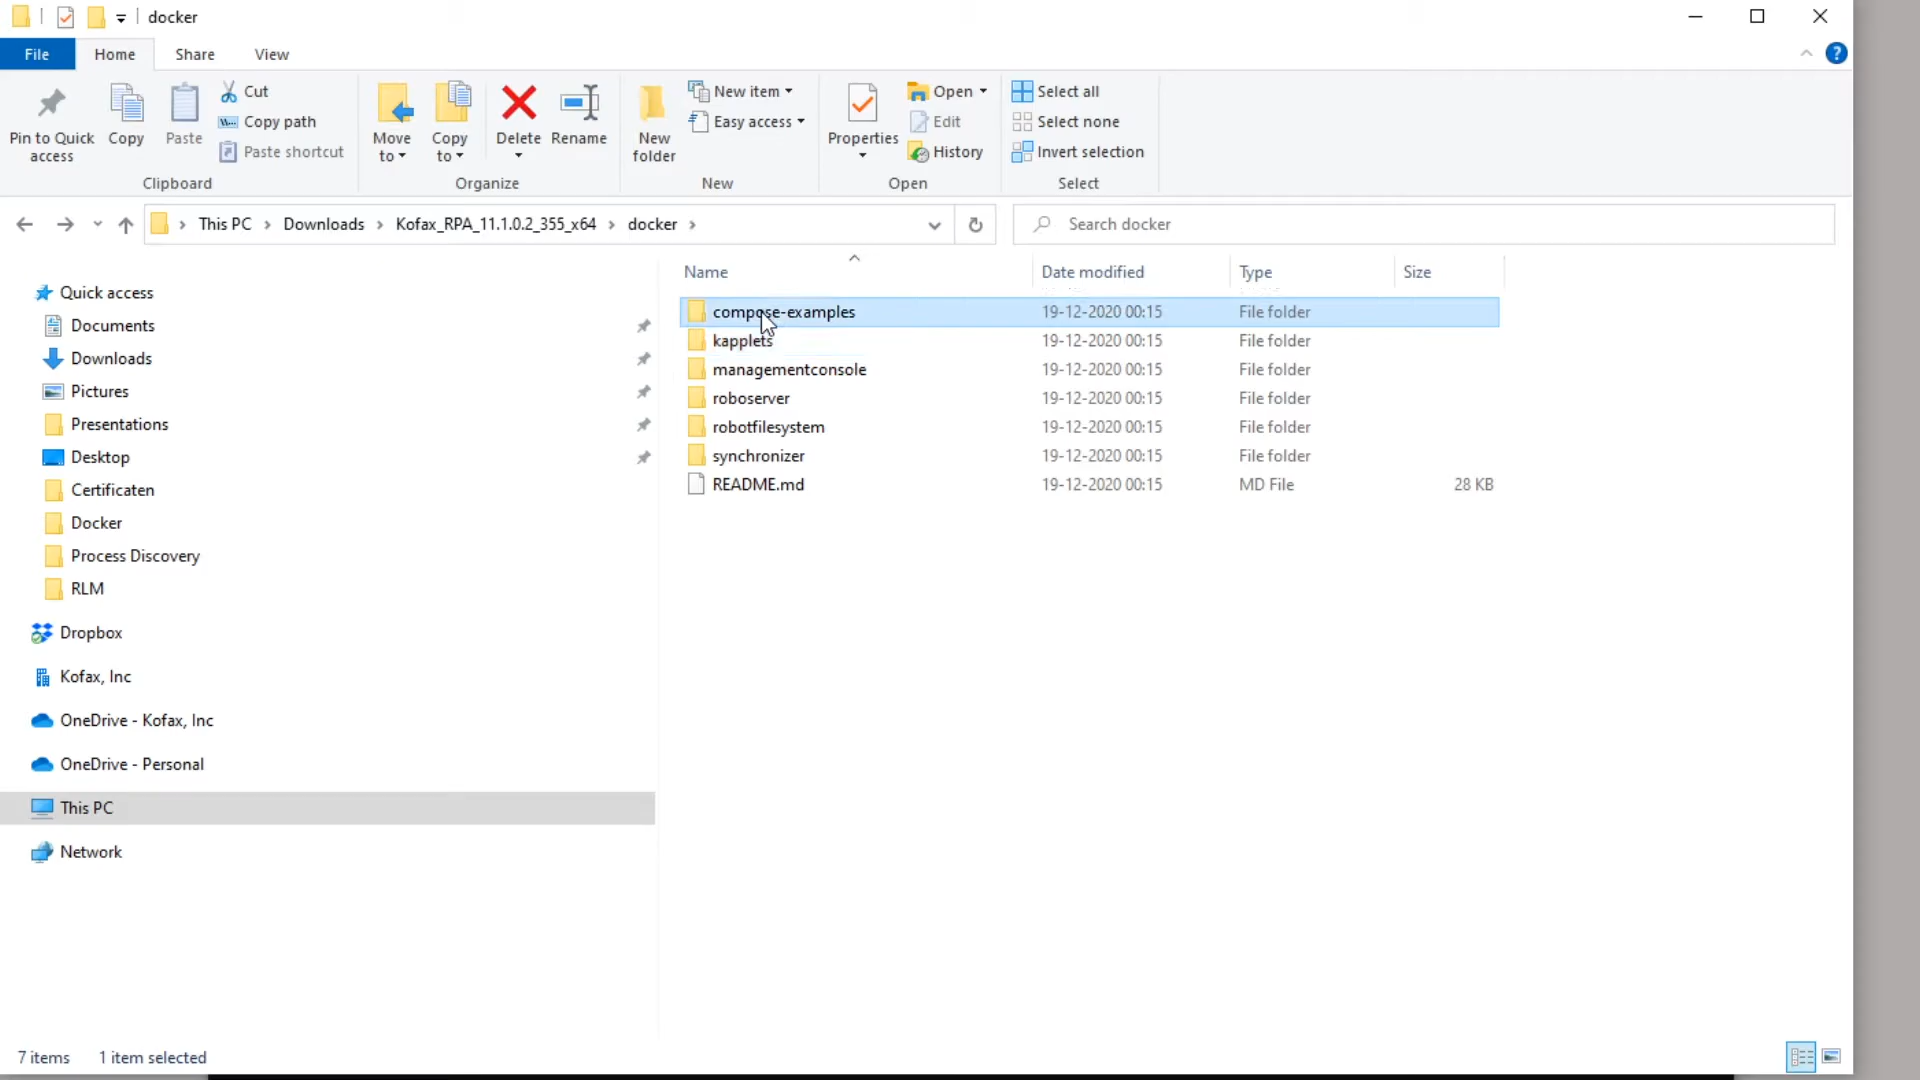 docker
File Home Share View
Pin to Quick access
Copy
Paste
Cut
Copy path
Paste shortcut
Clipboard
Move to
Copy to
Delete
Rename
Organize
New folder
New item
Easy access
New
Properties
Open
Edit
History
Open
Select all
Select none
Invert selection
Select
This PC > Downloads > Kofax_RPA_11.1.0.2_355_x64 > docker >
Search docker
Quick access
Documents
Downloads
Pictures
Presentations
Desktop
Certificaten
Docker
Process Discovery
RLM
Dropbox
Kofax, Inc
OneDrive - Kofax, Inc
OneDrive - Personal
This PC
Network
Name Date modified Type Size
compose-examples 19-12-2020 00:15 File folder
kapplets 19-12-2020 00:15 File folder
managementconsole 19-12-2020 00:15 File folder
roboserver 19-12-2020 00:15 File folder
robotfilesystem 19-12-2020 00:15 File folder
synchronizer 19-12-2020 00:15 File folder
README.md 19-12-2020 00:15 MD File 28 KB
7 items 1 item selected